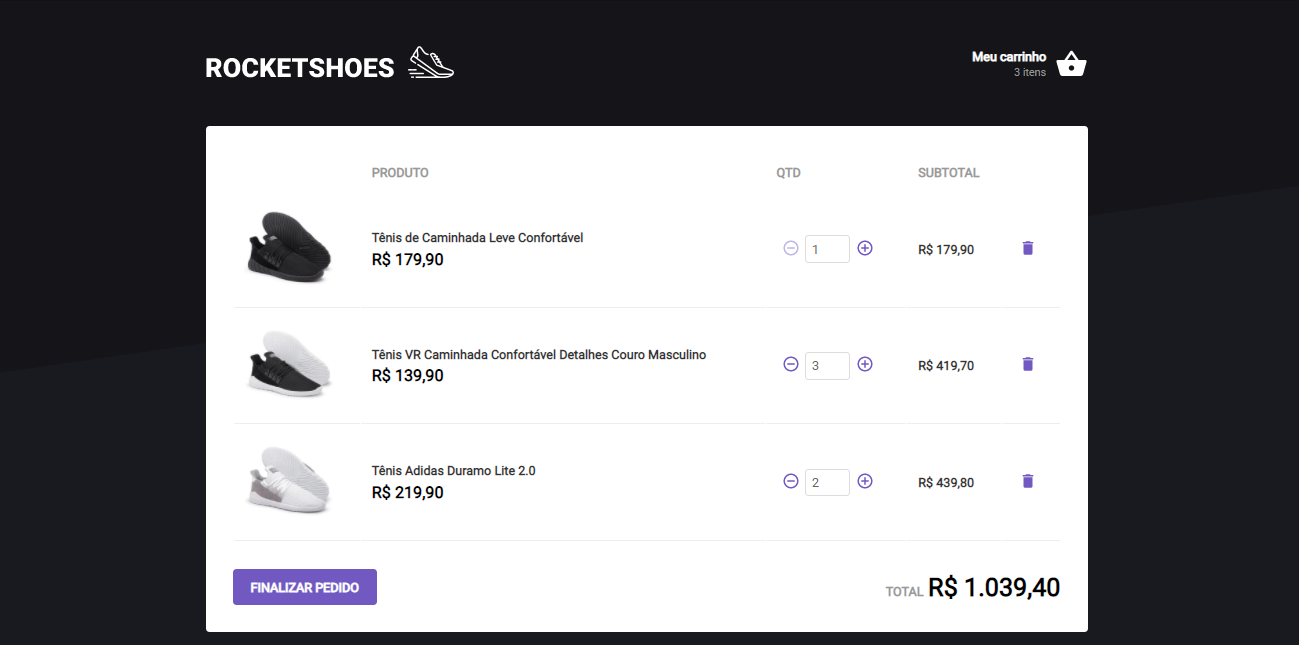 ROCKETSHOES
Meu carrinho
3 itens
PRODUTO QTD SUBTOTAL
Tênis de Caminhada Leve Confortável
R$ 179,90
1
R$ 179,90
Tênis VR Caminhada Confortável Detalhes Couro Masculino
R$ 139,90
3
R$ 419,70
Tênis Adidas Duramo Lite 2.0
R$ 219,90
2
R$ 439,80
FINALIZAR PEDIDO
TOTAL R$ 1.039,40